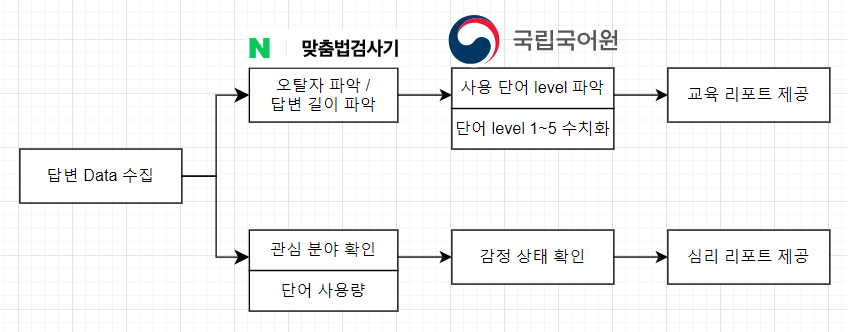 N 맞춤법검사기
국립국어원
오탈자 파악 /
답변 길이 파악
사용 단어 level 파악
단어 level 1~5 수치화
교육 리포트 제공
답변 Data 수집
관심 분야 확인
단어 사용량
감정 상태 확인
심리 리포트 제공